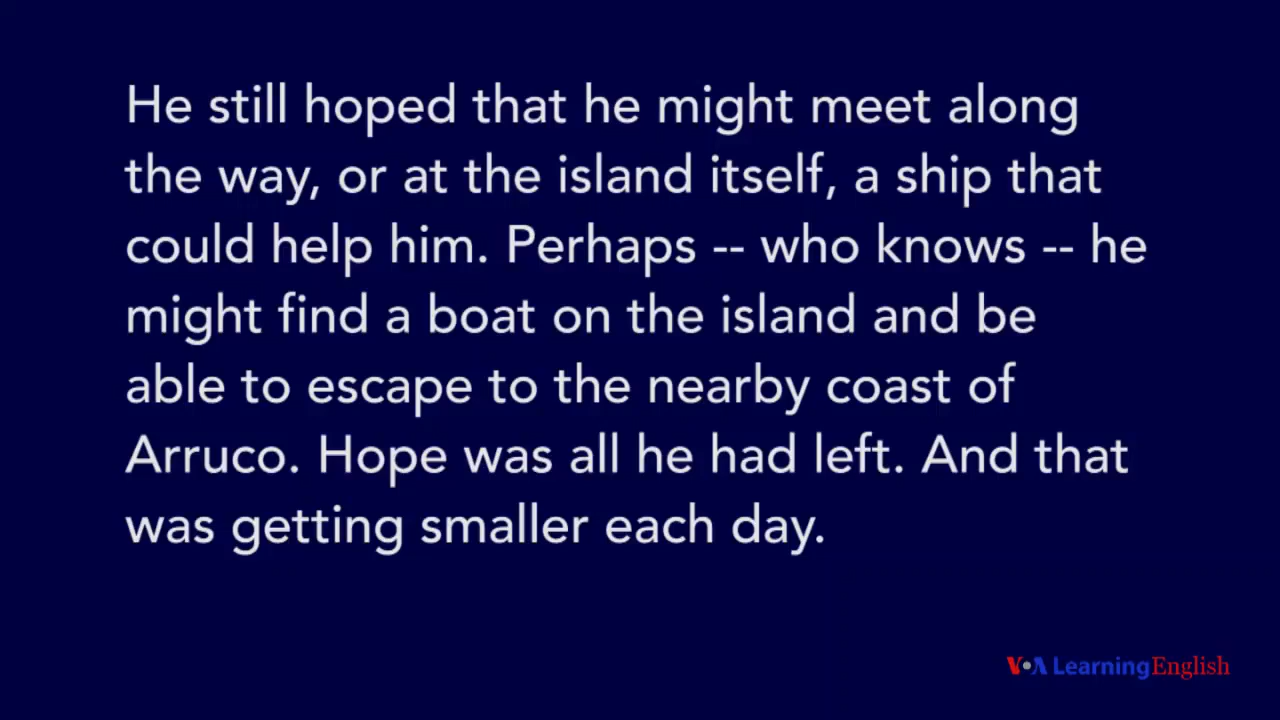 He still hoped that he might meet along
the way, or at the island itself, a ship that
could help him. Perhaps -- who knows -- he
might find a boat on the island and be
able to escape to the nearby coast of
Arruco. Hope was all he had left. And that
was getting smaller each day.
VOA Learning English